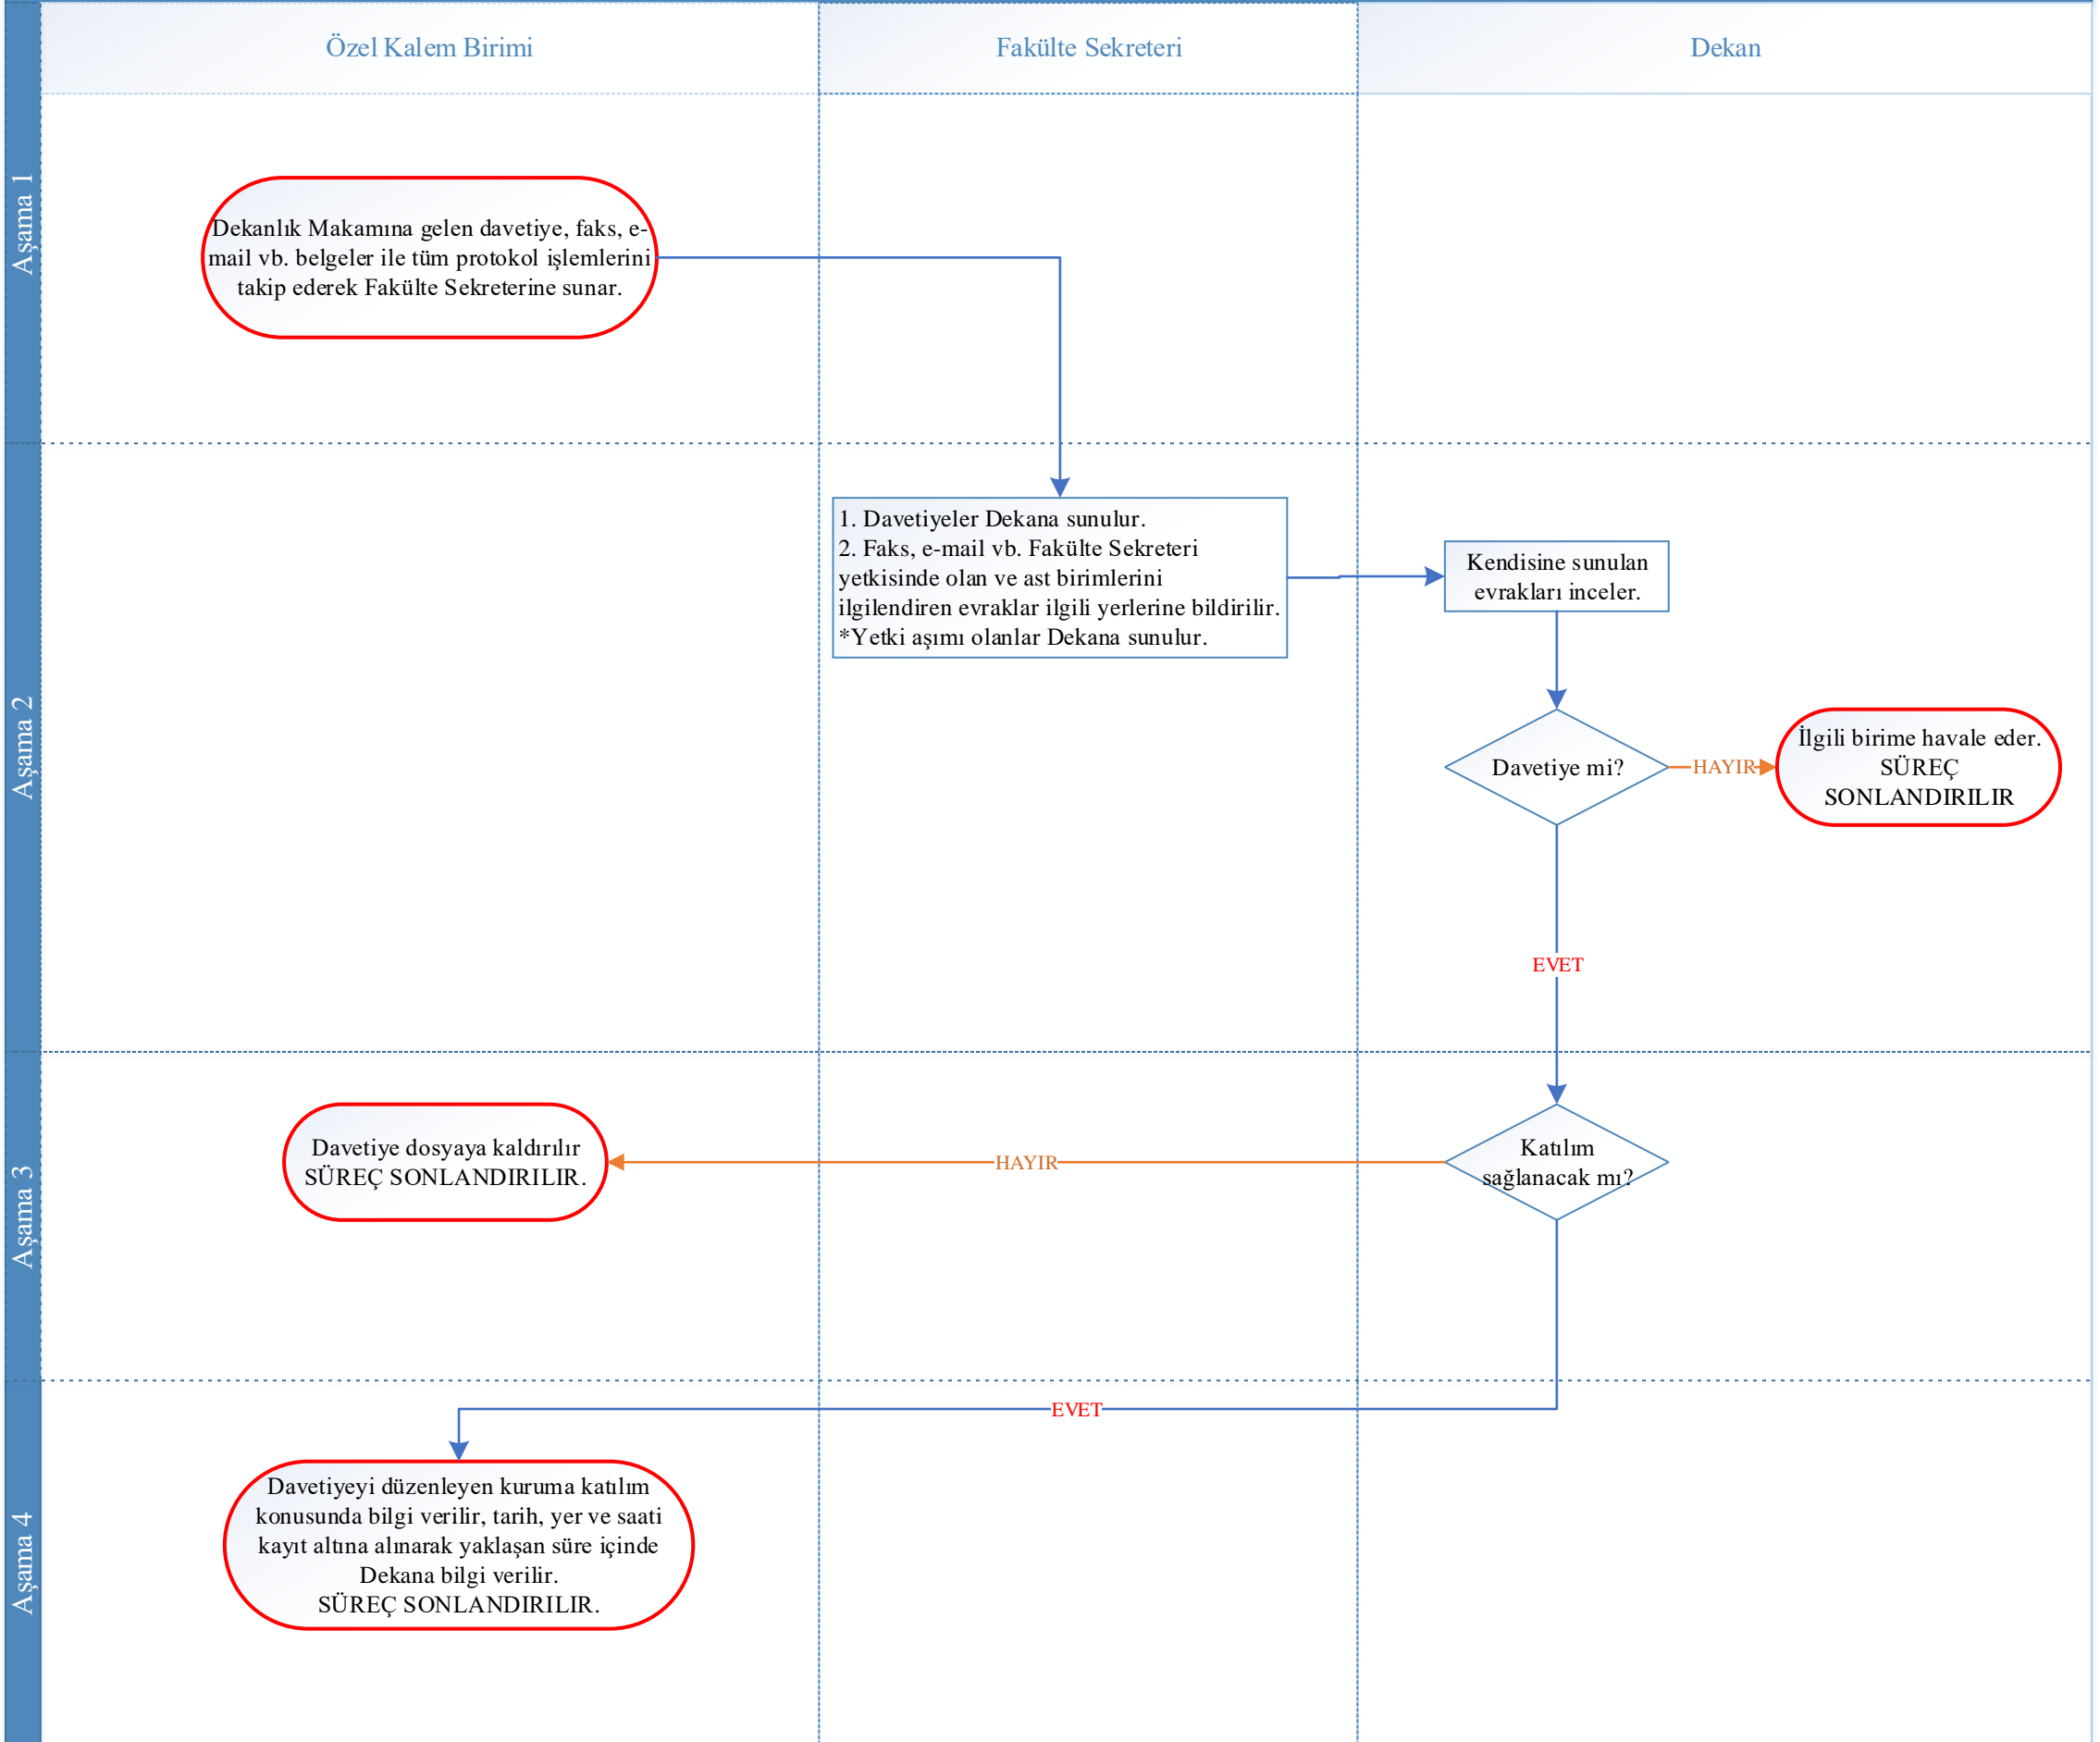 Özel Kalem Birimi
Fakülte Sekreteri
Dekan
Aşama 1
Dekanlık Makamına gelen davetiye, faks, e-
mail vb. belgeler ile tüm protokol işlemlerini
takip ederek Fakülte Sekreterine sunar.
Aşama 2
1. Davetiyeler Dekana sunulur.
2. Faks, e-mail vb. Fakülte Sekreteri
yetkisinde olan ve ast birimlerini
ilgilendiren evraklar ilgili yerlerine bildirilir.
*Yetki aşımı olanlar Dekana sunulur.
Kendisine sunulan
evrakları inceler.
Davetiye mi?
HAYIR
İlgili birime havale eder.
SÜREÇ
SONLANDIRILIR
EVET
Aşama 3
Davetiye dosyaya kaldırılır
SÜREÇ SONLANDIRILIR.
HAYIR
Katılım
sağlanacak mı?
Aşama 4
EVET
Davetiyeyi düzenleyen kuruma katılım
konusunda bilgi verilir, tarih, yer ve saati
kayıt altına alınarak yaklaşan süre içinde
Dekana bilgi verilir.
SÜREÇ SONLANDIRILIR.